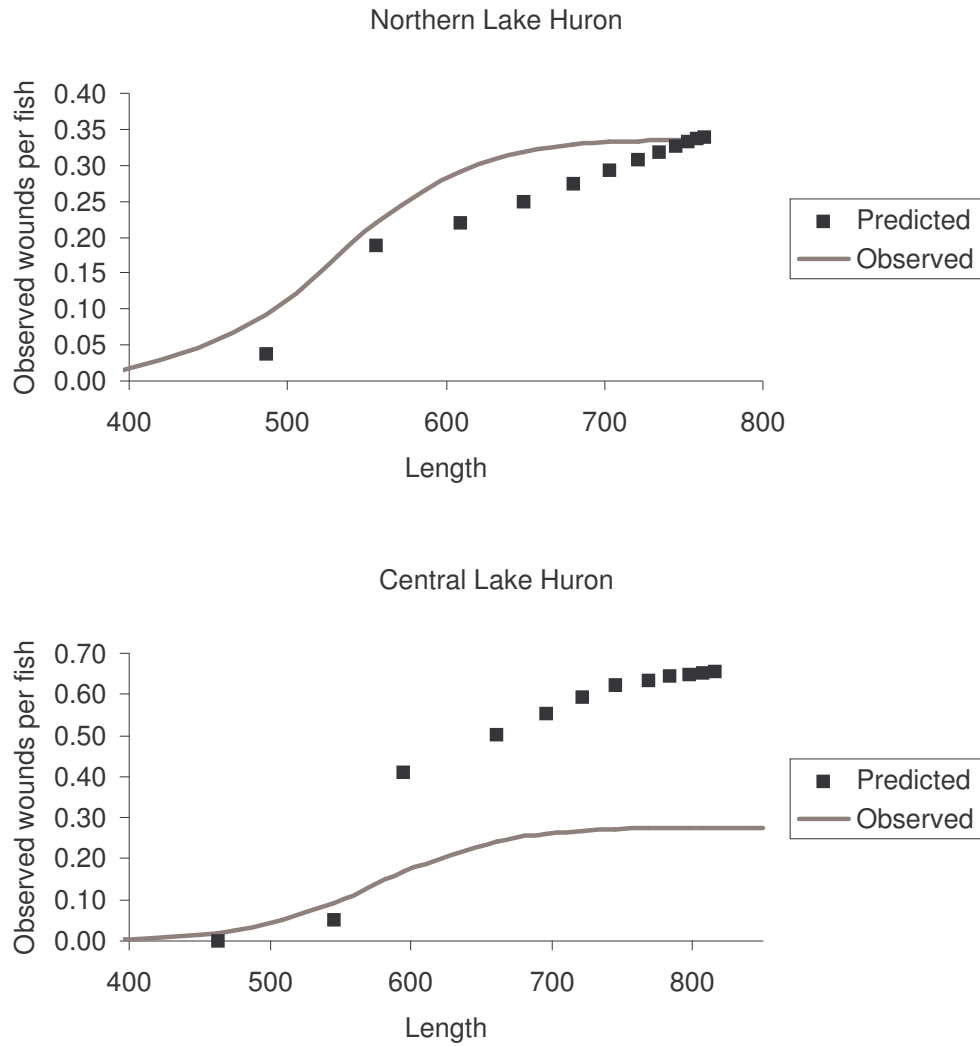 Northern Lake Huron
Observed wounds per fish
0.40
0.35
0.30
0.25
0.20
0.15
0.10
0.05
0.00
400 500 600 700 800
Length
Predicted
Observed
Central Lake Huron
Observed wounds per fish
0.70
0.60
0.50
0.40
0.30
0.20
0.10
0.00
400 500 600 700 800
Length
Predicted
Observed